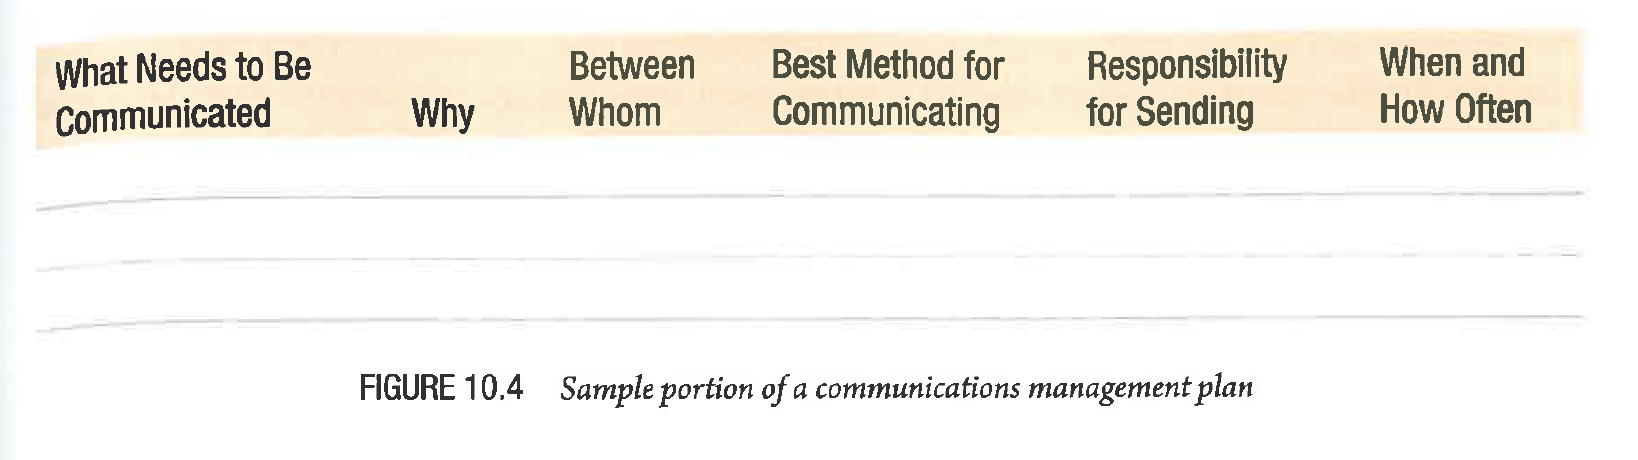 What Needs to Be Communicated
Why
Between Whom
Best Method for Communicating
Responsibility for Sending
When and How Often
FIGURE 10.4 Sample portion of a communications management plan